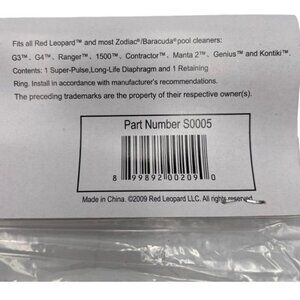 Fits all Red Leopard™ and most Zodiac®/Baracuda® pool cleaners:
G3™、G4™、Ranger™、1500™、Contractor™、Manta 2™、Genius™ and Kontiki™.
Contents: 1 Super-Pulse,Long-Life Diaphragm and 1 Retaining
Ring. Install in accordance with manufacturer's recommendations.
The preceding trademarks are the property of their respective owner(s).
Part Number S0005
8 99892 00209 0
Made in China. ©2009 Red Leopard LLC. All rights reserved